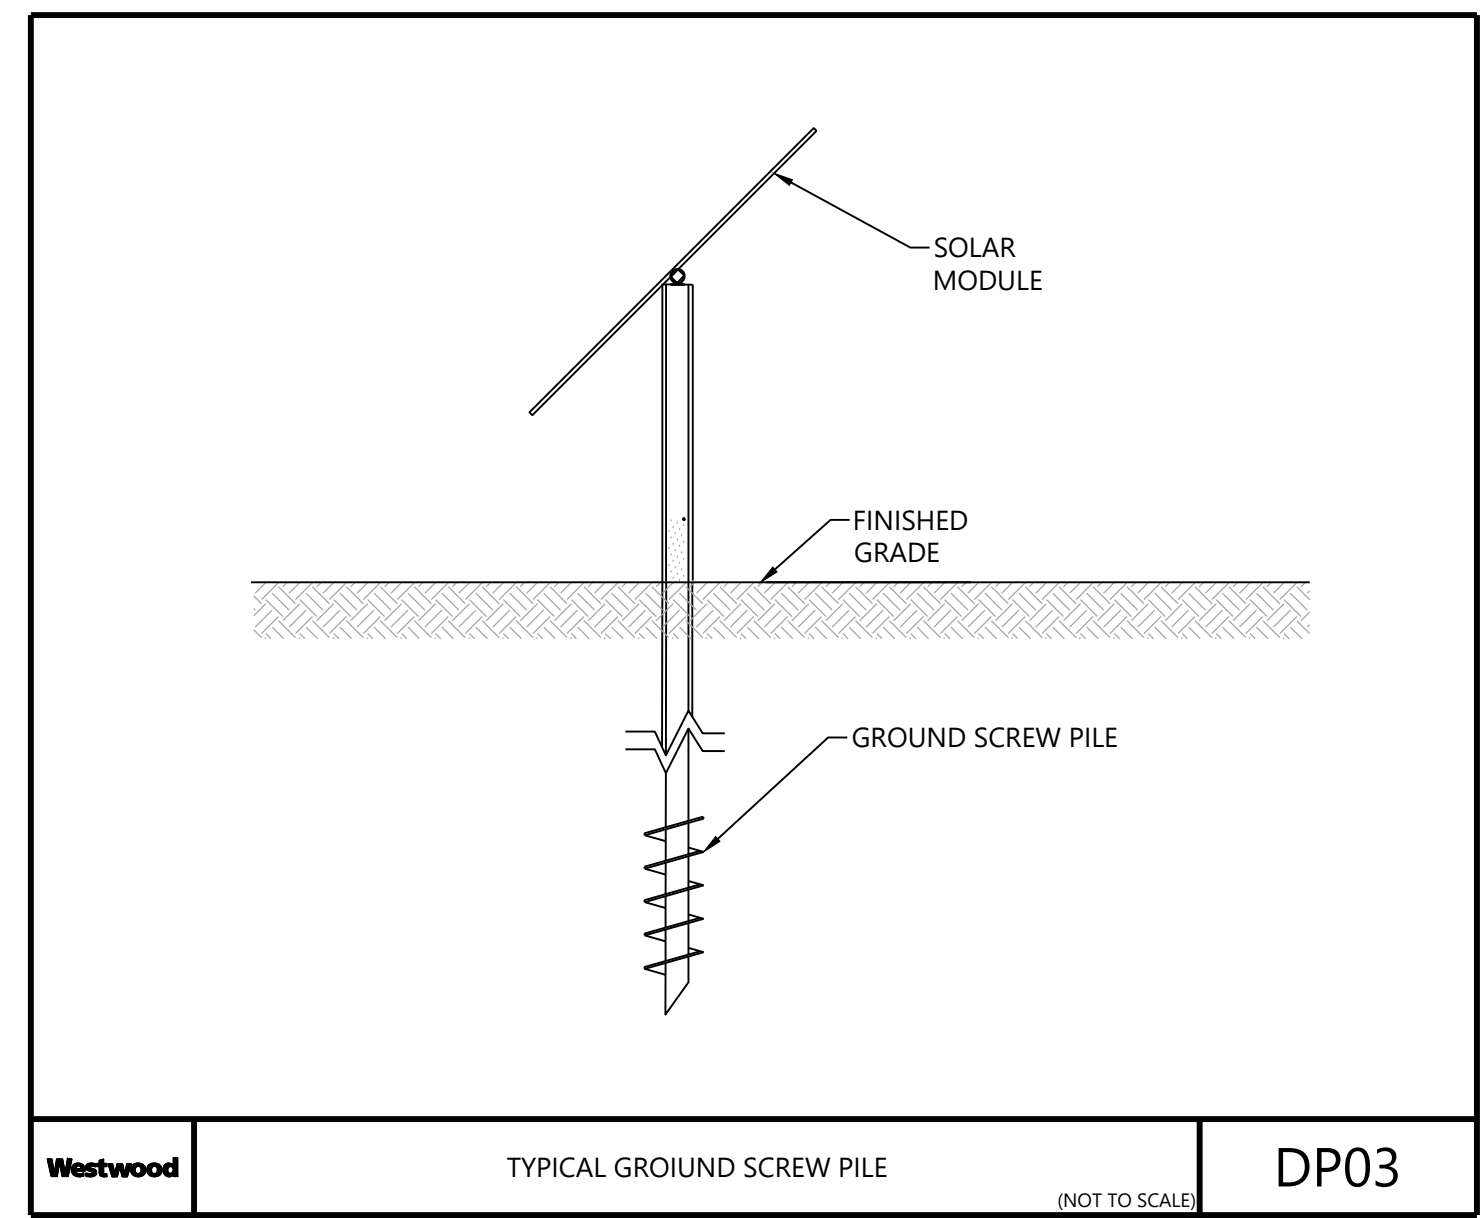 SOLAR
MODULE
FINISHED
GRADE
GROUND SCREW PILE
Westwood
TYPICAL GROIUND SCREW PILE
(NOT TO SCALE)
DP03